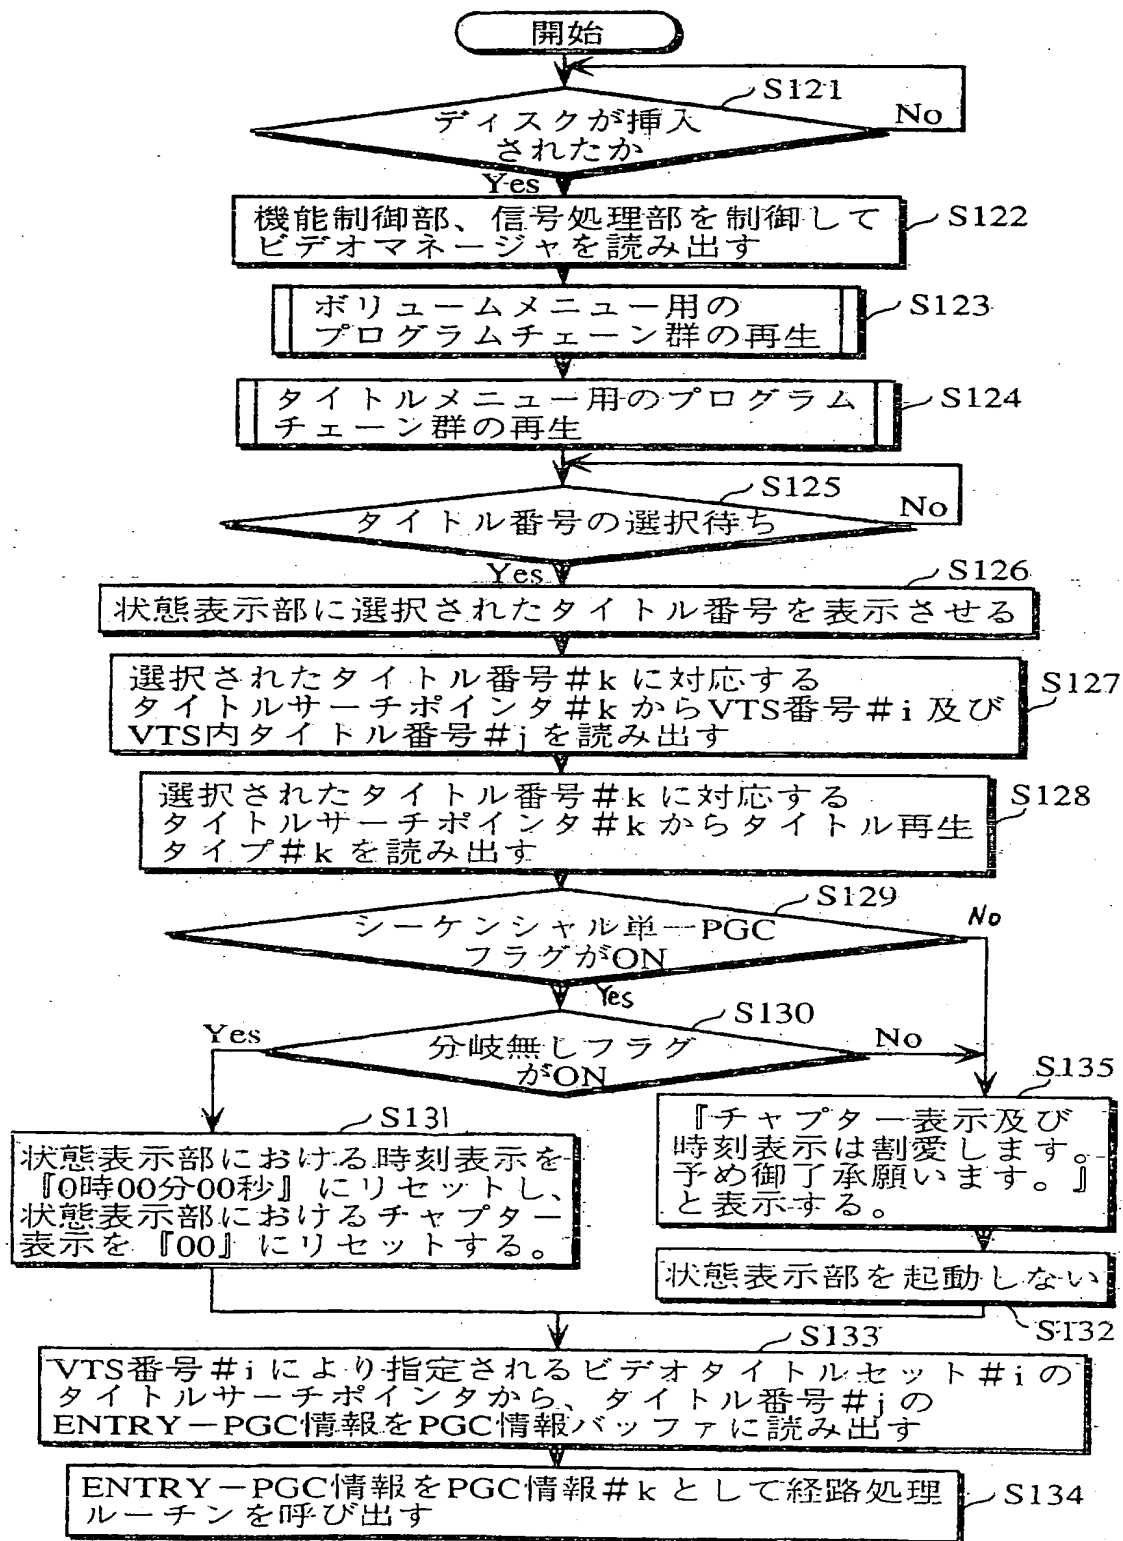 開始
S121
ディスクが挿入
されたか
No
Yes
機能制御部、信号処理部を制御して
ビデオマネージャを読み出す
S122
ボリュームメニュー用の
プログラムチェーン群の再生
S123
タイトルメニュー用のプログラム
チェーン群の再生
S124
S125
タイトル番号の選択待ち
No
Yes
S126
状態表示部に選択されたタイトル番号を表示させる
選択されたタイトル番号#kに対応する
タイトルサーチポインタ#kからVTS番号#i及び
VTS内タイトル番号#jを読み出す
S127
選択されたタイトル番号#kに対応する
タイトルサーチポインタ#kからタイトル再生
タイプ#kを読み出す
S128
S129
シーケンシャル単一PGC
フラグがON
No
Yes
S130
分岐無しフラグ
がON
Yes
No
S131
状態表示部における時刻表示を
『0時00分00秒』にリセットし、
状態表示部におけるチャプター
表示を『00』にリセットする。
S135
『チャプター表示及び
時刻表示は割愛します。
予め御了承願います。』
と表示する。
状態表示部を起動しない
S132
S133
VTS番号#iにより指定されるビデオタイトルセット#iの
タイトルサーチポインタから、タイトル番号#jの
ENTRY－PGC情報をPGC情報バッファに読み出す
ENTRY－PGC情報をPGC情報#kとして経路処理
ルーチンを呼び出す
S134